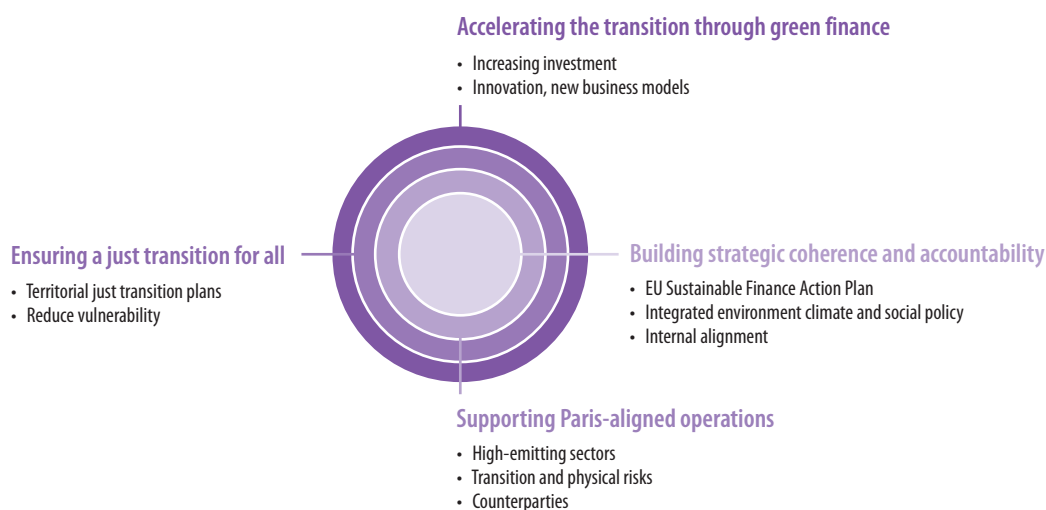 Accelerating the transition through green finance
• Increasing investment
• Innovation, new business models
Ensuring a just transition for all
• Territorial just transition plans
• Reduce vulnerability
Building strategic coherence and accountability
• EU Sustainable Finance Action Plan
• Integrated environment climate and social policy
• Internal alignment
Supporting Paris-aligned operations
• High-emitting sectors
• Transition and physical risks
• Counterparties